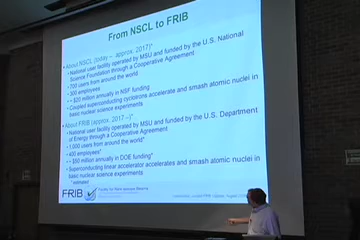 From NSCL to FRIB
• About NSCL (today – approx. 2017)*
• National user facility operated by MSU and funded by the U.S. National
Science Foundation through a Cooperative Agreement
• 700 users from around the world
• 300 employees
• ~ $20 million annually in NSF funding
• Coupled superconducting cyclotrons accelerate and smash atomic nuclei in
basic nuclear science experiments
• About FRIB (approx. 2017 –)*
• National user facility operated by MSU and funded by the U.S. Department
of Energy through a Cooperative Agreement
• 1,000 users from around the world*
• 400 employees*
• ~ $90 million annually in DOE funding*
• Superconducting linear accelerator accelerates and smash atomic nuclei in
basic nuclear science experiments
* estimated
FRIB
Facility for Rare Isotope Beams